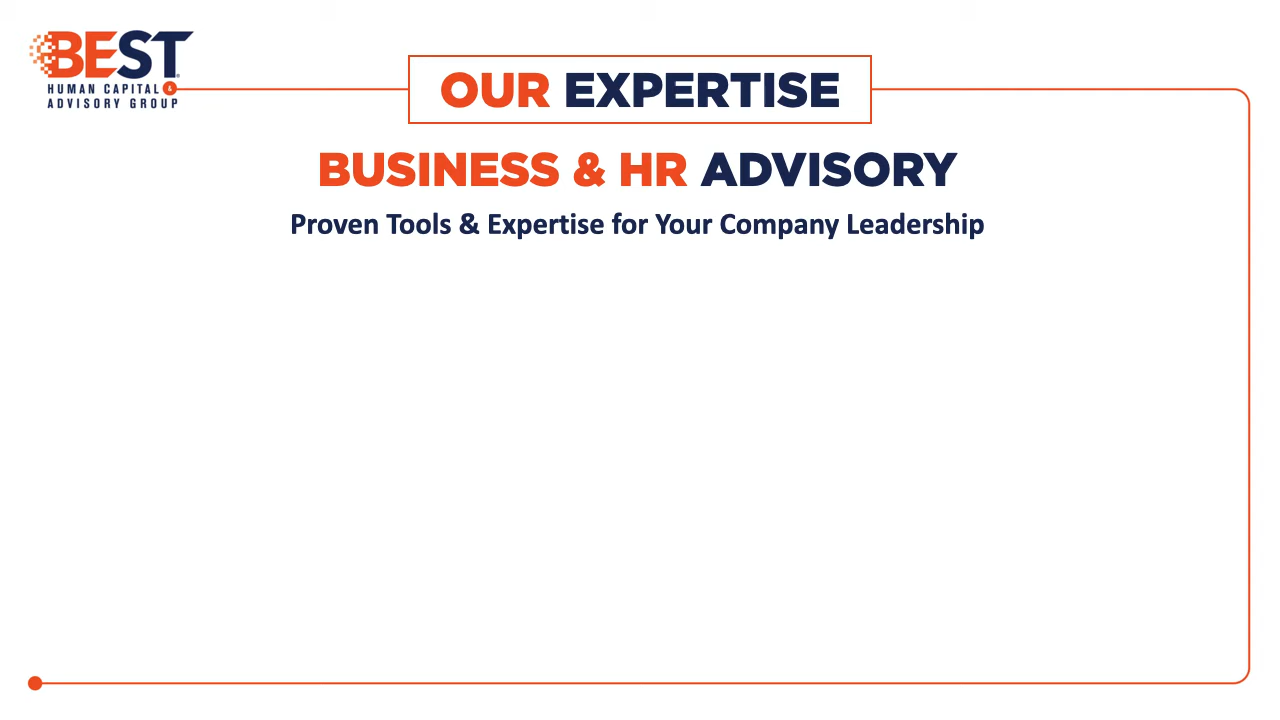 BEST
HUMAN CAPITAL &
ADVISORY GROUP
OUR EXPERTISE
BUSINESS & HR ADVISORY
Proven Tools & Expertise for Your Company Leadership